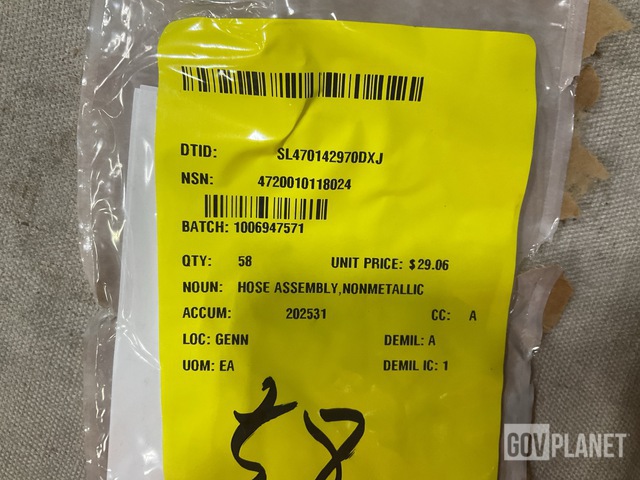 DTID: SL470142970DXJ
NSN: 4720010118024
BATCH: 1006947571
QTY: 58 UNIT PRICE: $29.06
NOUN: HOSE ASSEMBLY,NONMETALLIC
ACCUM: 202531 CC: A
LOC: GENN DEMIL: A
UOM: EA DEMIL IC: 1
GOVPLANET